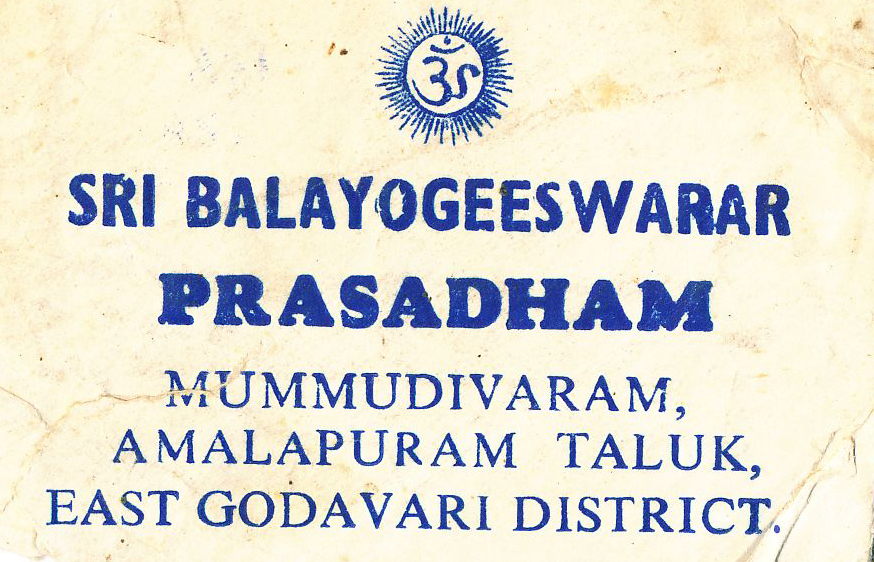 ॐ
SRI BALAYOGEESWARAR
PRASADHAM
MUMMUDIVARAM,
AMALAPURAM TALUK,
EAST GODAVARI DISTRICT.